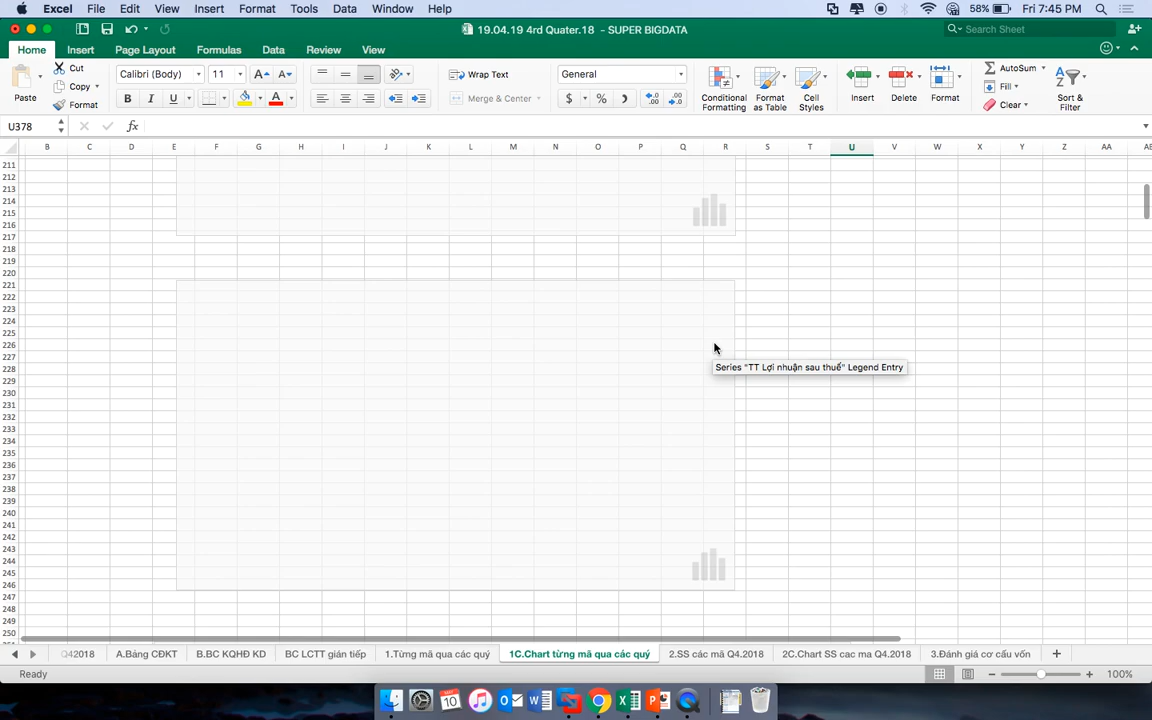 Excel File Edit View Insert Format Tools Data Window Help 58% Fri 7:45 PM
19.04.19 4rd Quater.18 - SUPER BIGDATA Search Sheet
Home Insert Page Layout Formulas Data Review View
Paste Cut Copy Format
Calibri (Body) 11
B I U A
Wrap Text
Merge & Center
General
$ %
Conditional Formatting
Format as Table
Cell Styles
Insert Delete Format
AutoSum
Fill
Clear
Sort & Filter
U378 fx
B C D E F G H I J K L M N O P Q R S T U V W X Y Z AA AB
211
212
213
214
215
216
217
218
219
220
221
222
223
224
225
226
227
Series "TT Lợi nhuận sau thuế" Legend Entry
228
229
230
231
232
233
234
235
236
237
238
239
240
241
242
243
244
245
246
247
248
249
250
Q42018 A.Bảng CĐKT B.BC KQHĐ KD BC LCTT gián tiếp 1.Từng mã qua các quý 1C.Chart từng mã qua các quý 2.SS các mã Q4.2018 2C.Chart SS cac ma Q4.2018 3.Đánh giá cơ cấu vốn
Ready 100%